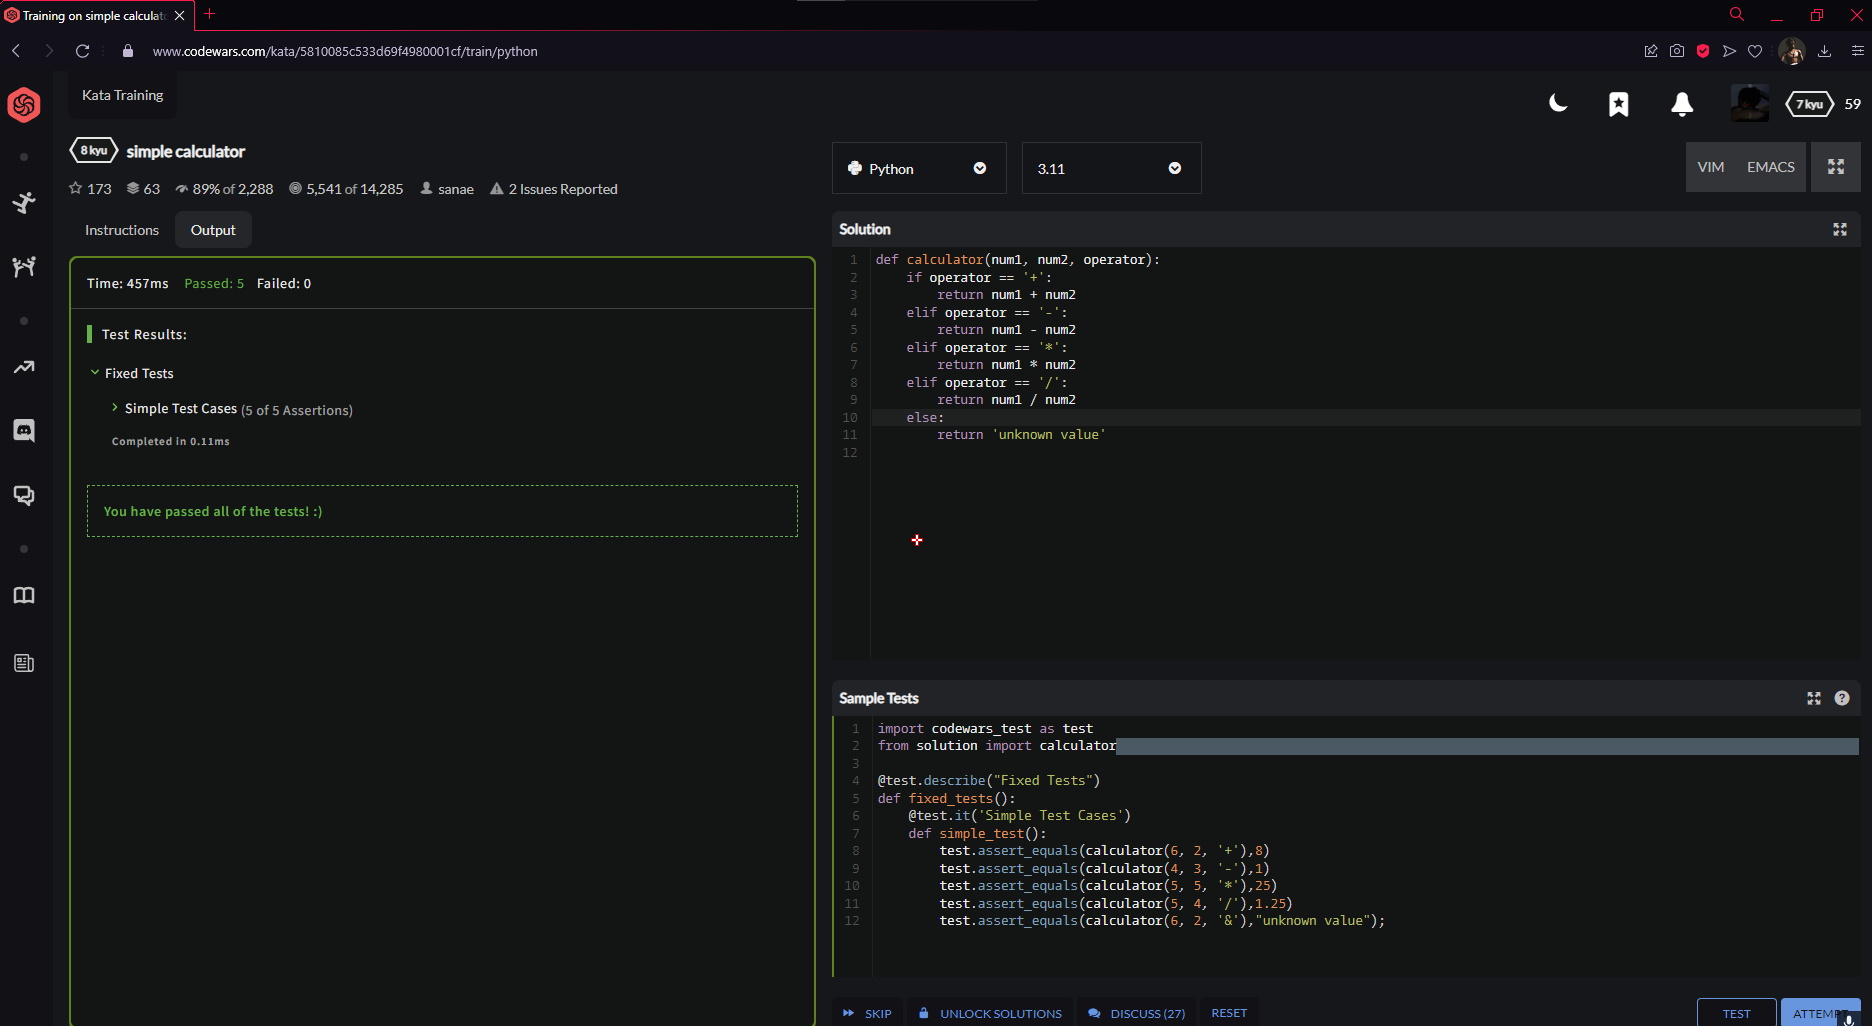 Training on simple calculat
www.codewars.com/kata/5810085c533d69f4980001cf/train/python
Kata Training
7 kyu 59
8 kyu simple calculator
173 63 89% of 2,288 5,541 of 14,285 sanae 2 Issues Reported
Instructions Output
Time: 457ms Passed: 5 Failed: 0
Test Results:
Fixed Tests
Simple Test Cases (5 of 5 Assertions)
Completed in 0.11ms
You have passed all of the tests! :)
Python 3.11 VIM EMACS
Solution
1 def calculator(num1, num2, operator):
2 if operator == '+':
3 return num1 + num2
4 elif operator == '-':
5 return num1 - num2
6 elif operator == '*':
7 return num1 * num2
8 elif operator == '/':
9 return num1 / num2
10 else:
11 return 'unknown value'
12
Sample Tests
1 import codewars_test as test
2 from solution import calculator
3
4 @test.describe("Fixed Tests")
5 def fixed_tests():
6 @test.it('Simple Test Cases')
7 def simple_test():
8 test.assert_equals(calculator(6, 2, '+'),8)
9 test.assert_equals(calculator(4, 3, '-'),1)
10 test.assert_equals(calculator(5, 5, '*'),25)
11 test.assert_equals(calculator(5, 4, '/'),1.25)
12 test.assert_equals(calculator(6, 2, '&'),"unknown value");
SKIP UNLOCK SOLUTIONS DISCUSS (27) RESET TEST ATTEMPT